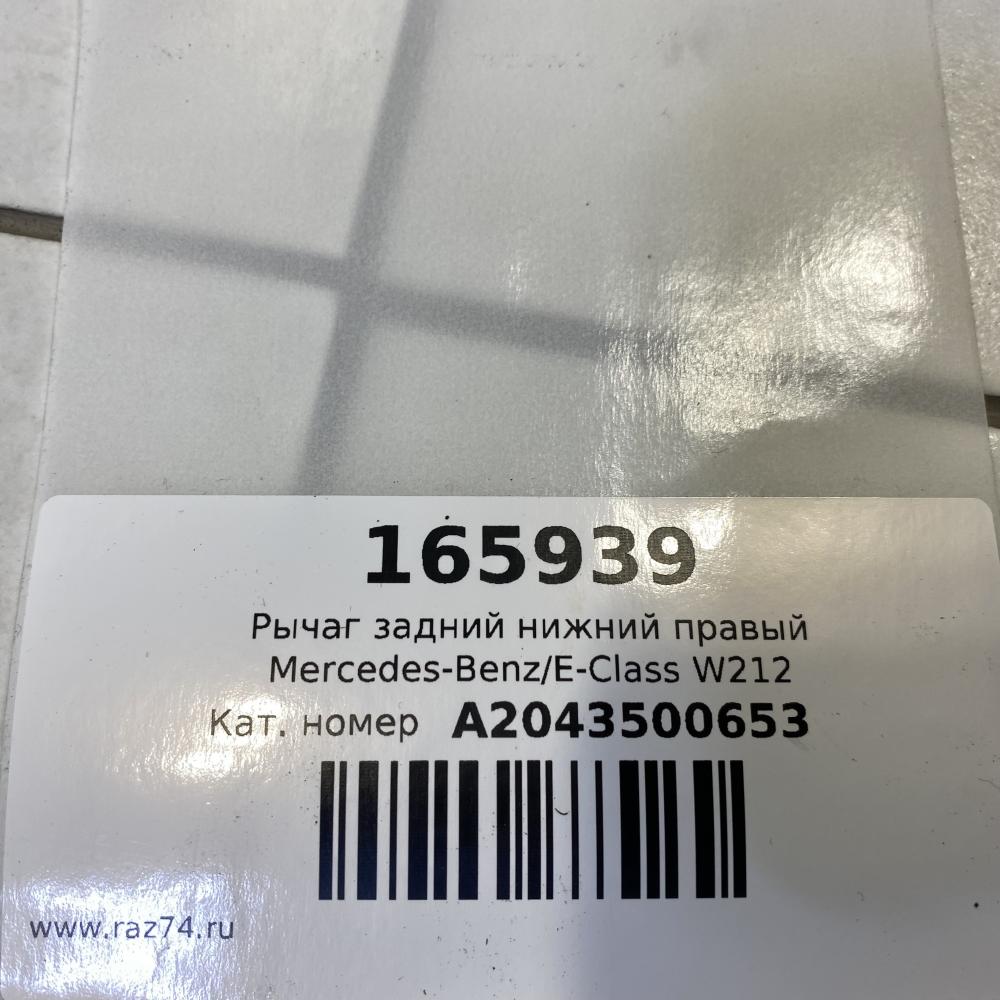 165939
Рычаг задний нижний правый
Mercedes-Benz/E-Class W212
Кат. номер A2043500653
www.raz74.ru